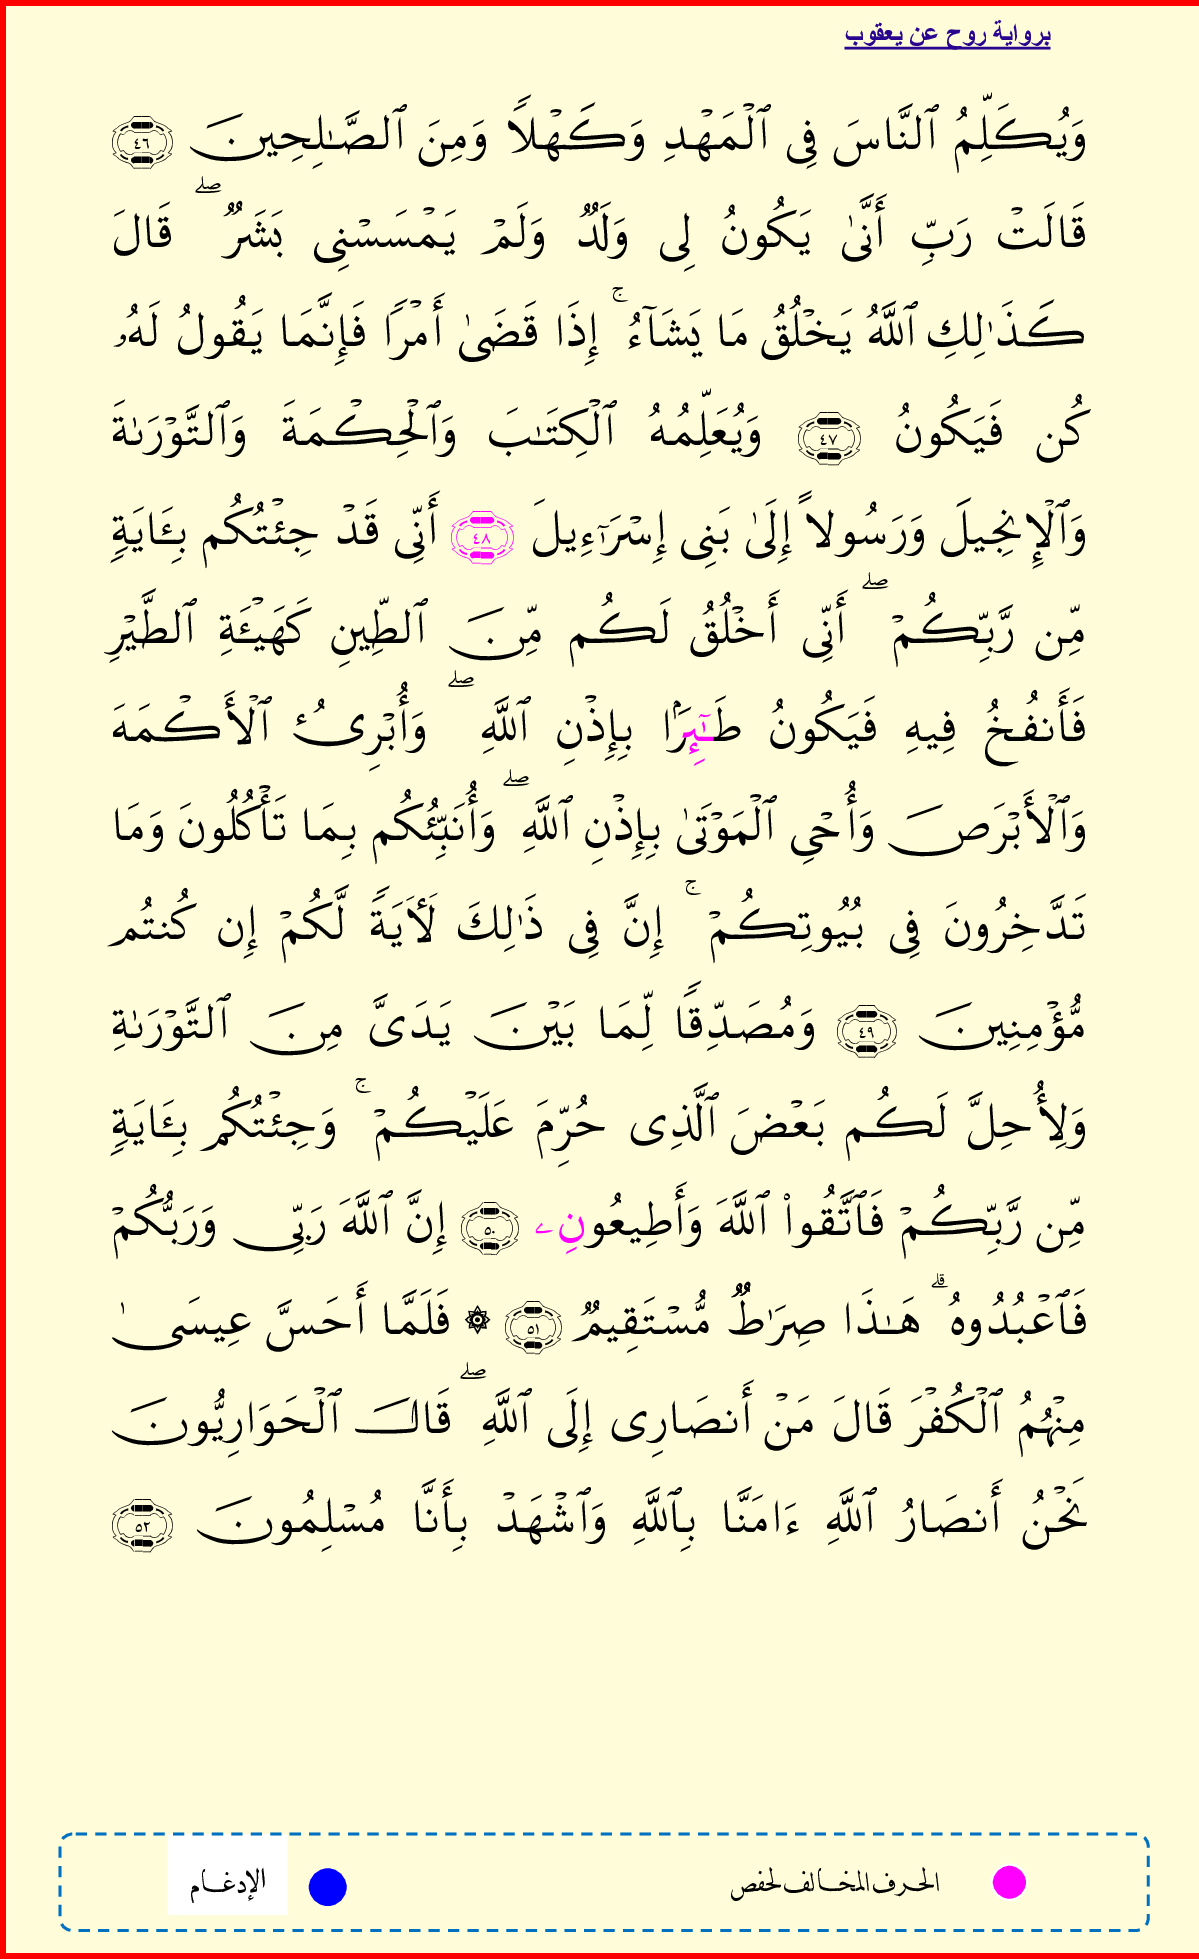 برواية روح عن يعقوب
وَيُكَلِّمُ ٱلنَّاسَ فِى ٱلْمَهْدِ وَكَهْلًا وَمِنَ ٱلصَّـٰلِحِينَ ٤٦
قَالَتْ رَبِّ أَنَّىٰ يَكُونُ لِى وَلَدٌ وَلَمْ يَمْسَسْنِى بَشَرٌ ۖ قَالَ
كَذَٰلِكِ ٱللَّهُ يَخْلُقُ مَا يَشَآءُ ۚ إِذَا قَضَىٰ أَمْرًا فَإِنَّمَا يَقُولُ لَهُۥ
كُن فَيَكُونُ ٤٧ وَيُعَلِّمُهُ ٱلْكِتَـٰبَ وَٱلْحِكْمَةَ وَٱلتَّوْرَىٰةَ
وَٱلْإِنجِيلَ وَرَسُولًا إِلَىٰ بَنِى إِسْرَٰٓءِيلَ ٤٨ أَنِّى قَدْ جِئْتُكُم بِـَٔايَةٍ
مِّن رَّبِّكُمْ ۖ أَنِّى أَخْلُقُ لَكُم مِّنَ ٱلطِّينِ كَهَيْـَٔةِ ٱلطَّيْرِ
فَأَنفُخُ فِيهِ فَيَكُونُ طَـٰٓئِرًۢا بِإِذْنِ ٱللَّهِ ۖ وَأُبْرِئُ ٱلْأَكْمَهَ
وَٱلْأَبْرَصَ وَأُحْىِ ٱلْمَوْتَىٰ بِإِذْنِ ٱللَّهِ ۖ وَأُنَبِّئُكُم بِمَا تَأْكُلُونَ وَمَا
تَدَّخِرُونَ فِى بُيُوتِكُمْ ۚ إِنَّ فِى ذَٰلِكَ لَـَٔايَةً لَّكُمْ إِن كُنتُم
مُّؤْمِنِينَ ٤٩ وَمُصَدِّقًا لِّمَا بَيْنَ يَدَىَّ مِنَ ٱلتَّوْرَىٰةِ
وَلِأُحِلَّ لَكُم بَعْضَ ٱلَّذِى حُرِّمَ عَلَيْكُمْ ۚ وَجِئْتُكُم بِـَٔايَةٍ
مِّن رَّبِّكُمْ فَٱتَّقُوا۟ ٱللَّهَ وَأَطِيعُونِۦ ٥٠ إِنَّ ٱللَّهَ رَبِّى وَرَبُّكُمْ
فَٱعْبُدُوهُ ۗ هَـٰذَا صِرَٰطٌ مُّسْتَقِيمٌ ٥١ ۞ فَلَمَّا أَحَسَّ عِيسَىٰ
مِنْهُمُ ٱلْكُفْرَ قَالَ مَنْ أَنصَارِى إِلَى ٱللَّهِ ۖ قَالَ ٱلْحَوَارِيُّونَ
نَحْنُ أَنصَارُ ٱللَّهِ ءَامَنَّا بِٱللَّهِ وَٱشْهَدْ بِأَنَّا مُسْلِمُونَ ٥٢
الحرف المخالف لحفص الإدغام